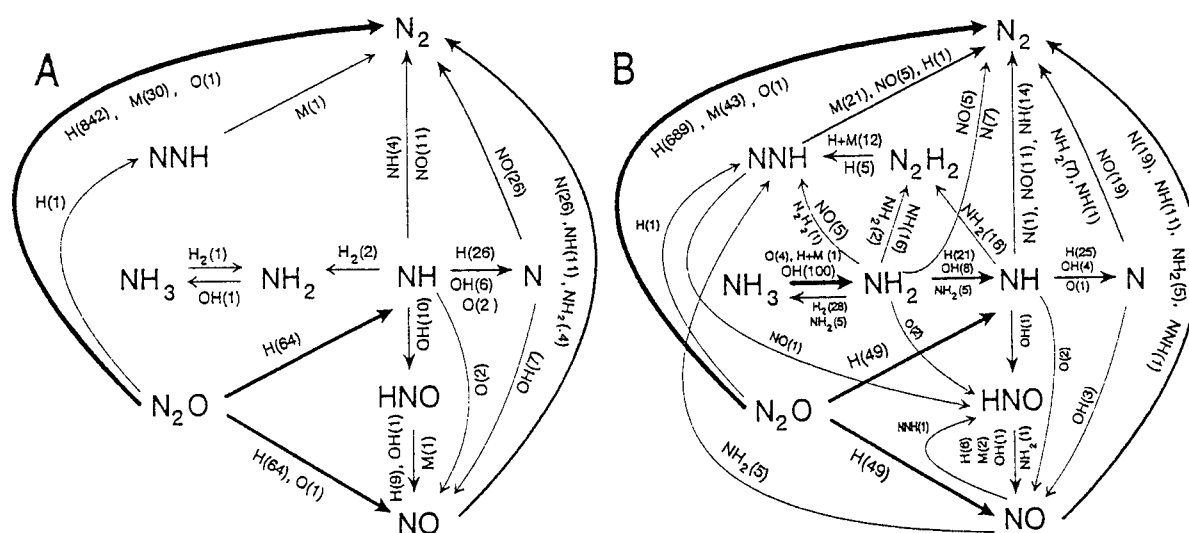 A
N2
H(842), M(30), O(1)
M(1)
NNH
H(1)
NH(4)
NO(11)
NO(26)
N(26), NH(11), NH2(.4)
NH3
H2(1)
OH(1)
NH2
H2(2)
NH
H(26)
OH(6)
O(2)
N
OH(10)
H(64)
O(2)
OH(7)
N2O
HNO
H(64), O(1)
H(9), OH(1)
M(1)
NO
B
N2
H(689), M(43), O(1)
M(21), NO(5), H(1)
NNH
H+M(12)
H(5)
N2H2
NO(5)
N(7)
N(1), NO(11), NH(14)
NH2(7), NH(1)
NO(19)
N(19), NH(11), NH2(5), NNH(1)
H(1)
NO(5)
N2H2(1)
NH2(2)
NH(16)
NH2(16)
NH3
O(4), H+M(1)
OH(100)
H2(28)
NH2(5)
NH2
H(21)
OH(8)
NH2(5)
NH
H(25)
OH(4)
O(1)
N
NO(1)
O(2)
OH(1)
O(2)
OH(3)
H(49)
N2O
HNO
H(49)
NNH(1)
H(6)
M(2)
OH(1)
NH2(1)
NH2(5)
NO